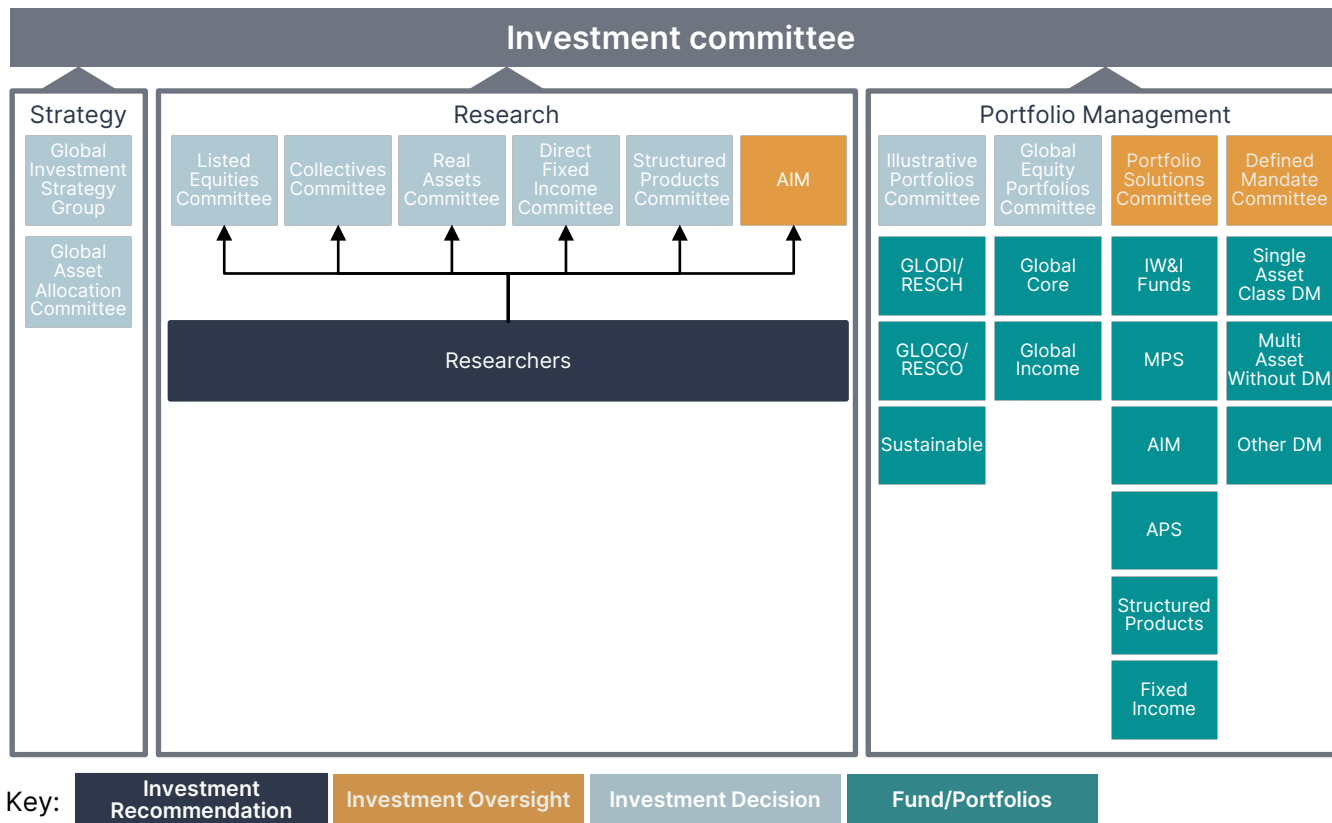 Investment committee
Strategy
Global
Investment
Strategy
Group
Global
Asset
Allocation
Committee
Research
Listed
Equities
Committee
Collectives
Committee
Real
Assets
Committee
Direct
Fixed
Income
Committee
Structured
Products
Committee
AIM
Researchers
Portfolio Management
Illustrative
Portfolios
Committee
GLODI/
RESCH
GLOCO/
RESCO
Sustainable
Global
Equity
Portfolios
Committee
Global
Core
Global
Income
Portfolio
Solutions
Committee
IW&I
Funds
MPS
AIM
APS
Structured
Products
Fixed
Income
Defined
Mandate
Committee
Single
Asset
Class DM
Multi
Asset
Without DM
Other DM
Key:
Investment
Recommendation
Investment Oversight
Investment Decision
Fund/Portfolios